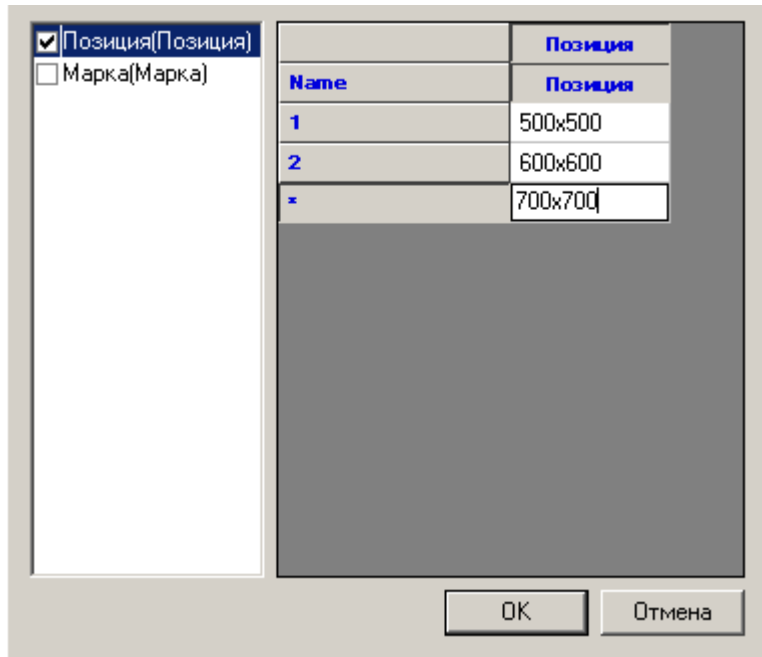 Позиция(Позиция)
Марка(Марка)
Позиция
Name Позиция
1 500x500
2 600x600
* 700x700
OK Отмена